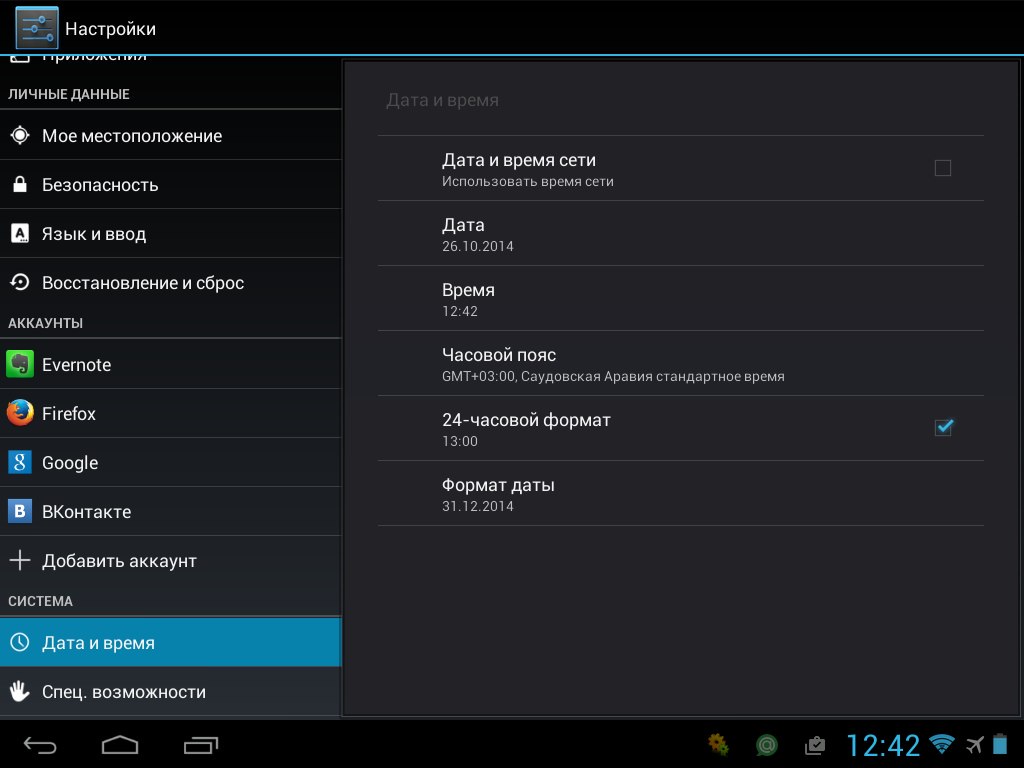 Настройки
Приложения
ЛИЧНЫЕ ДАННЫЕ
Мое местоположение
Безопасность
Язык и ввод
Восстановление и сброс
АККАУНТЫ
Evernote
Firefox
Google
ВКонтакте
Добавить аккаунт
СИСТЕМА
Дата и время
Спец. возможности
Дата и время
Дата и время сети
Использовать время сети
Дата
26.10.2014
Время
12:42
Часовой пояс
GMT+03:00, Саудовская Аравия стандартное время
24-часовой формат
13:00
Формат даты
31.12.2014
12:42